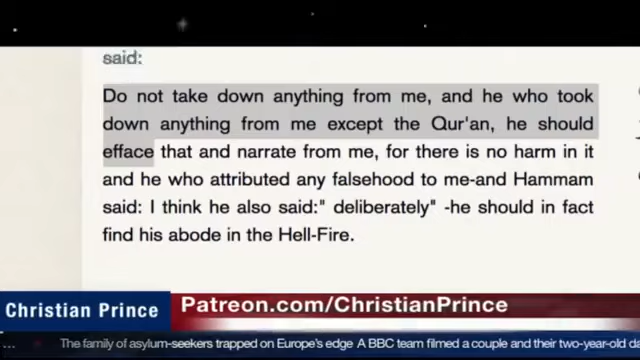 said:
Do not take down anything from me, and he who took
down anything from me except the Qur'an, he should
efface that and narrate from me, for there is no harm in it
and he who attributed any falsehood to me-and Hammam
said: I think he also said:" deliberately" -he should in fact
find his abode in the Hell-Fire.
Christian Prince
Patreon.com/ChristianPrince
... The family of asylum-seekers trapped on Europe's edge A BBC team filmed a couple and their two-year-old